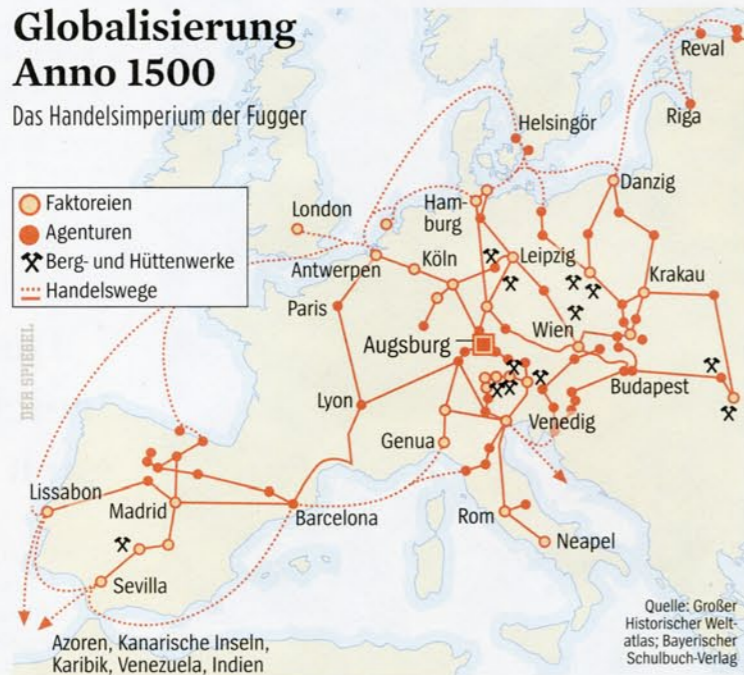 Globalisierung
Anno 1500
Das Handelsimperium der Fugger
Faktoreien
Agenturen
Berg- und Hüttenwerke
Handelswege
DER SPIEGEL
Reval
Riga
Helsingör
Danzig
London
Ham-
burg
Antwerpen
Köln
Leipzig
Krakau
Paris
Wien
Augsburg
Budapest
Lyon
Venedig
Genua
Lissabon
Madrid
Barcelona
Rom
Neapel
Sevilla
Azoren, Kanarische Inseln,
Karibik, Venezuela, Indien
Quelle: Großer
Historischer Welt-
atlas; Bayerischer
Schulbuch-Verlag